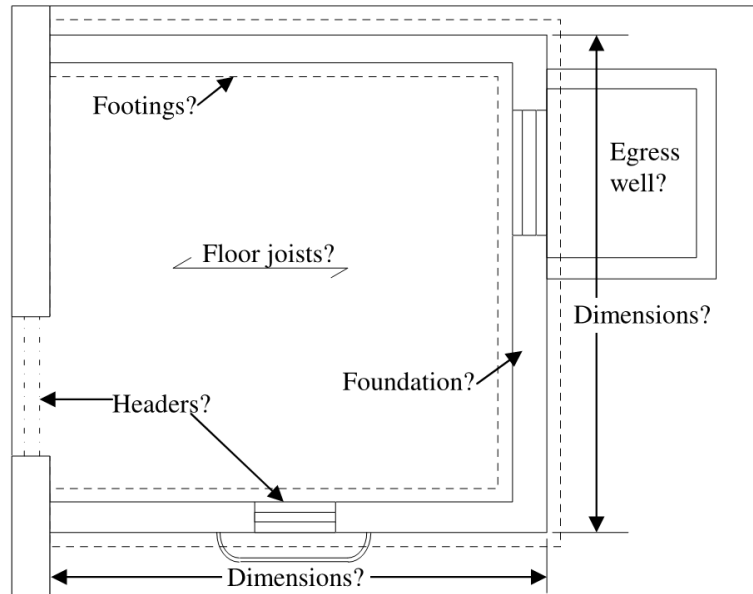 Footings?
Egress
well?
Floor joists?
Dimensions?
Foundation?
Headers?
Dimensions?